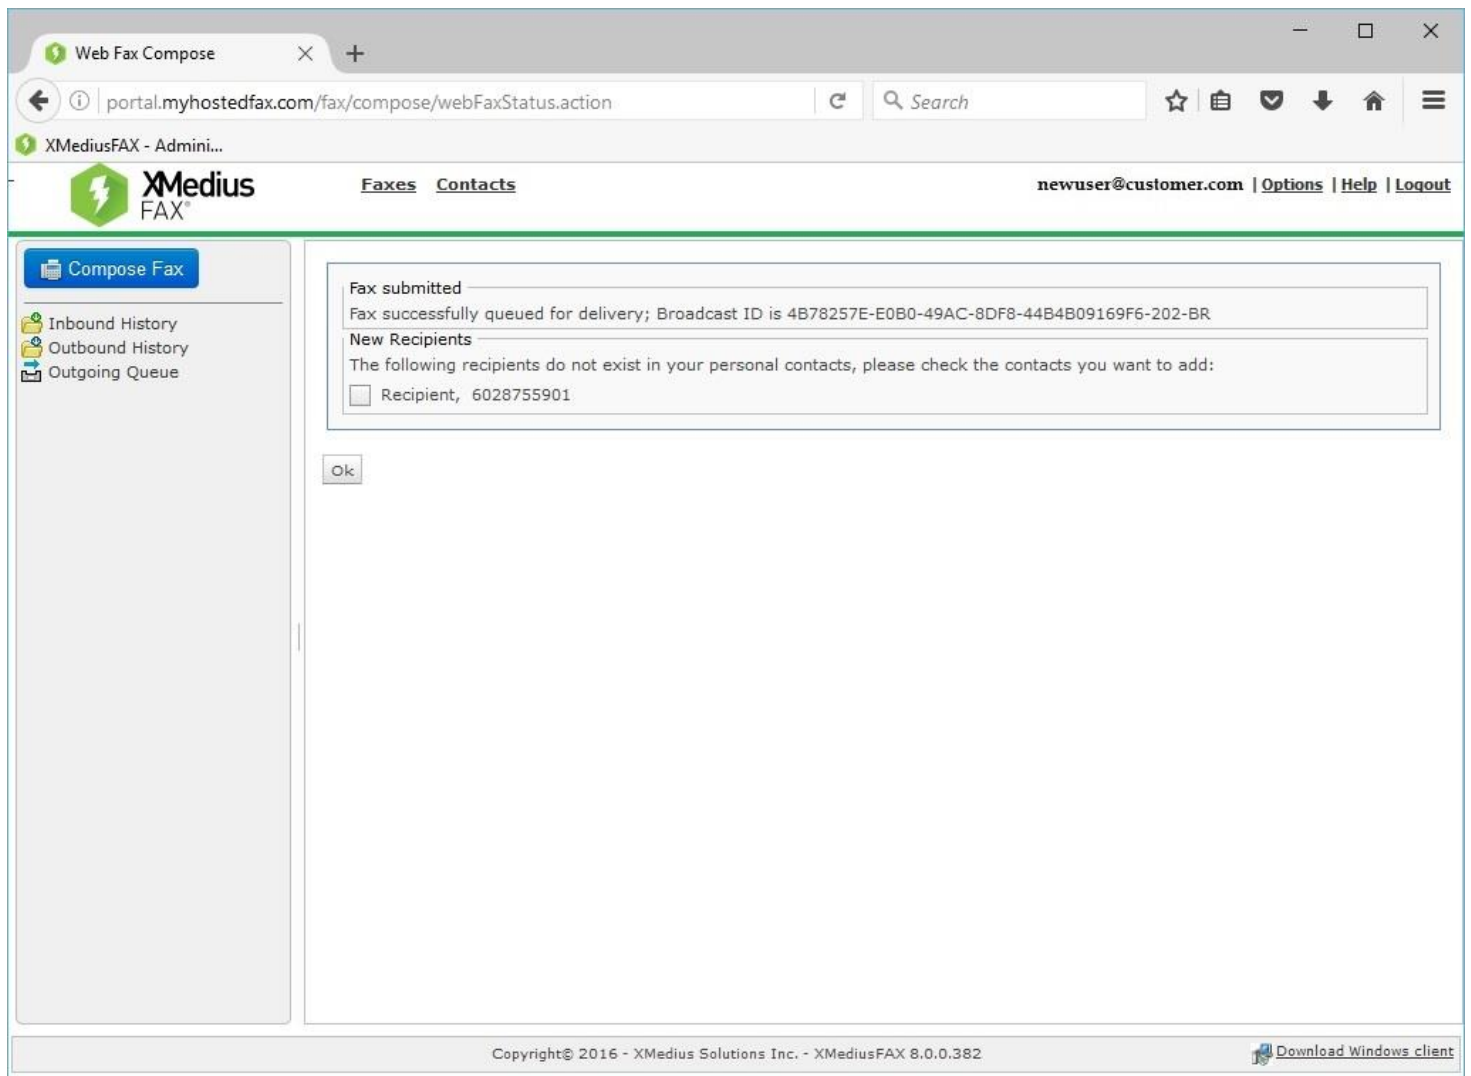 Web Fax Compose
portal.myhostedfax.com/fax/compose/webFaxStatus.action
Search
XMediusFAX - Admini...
XMedius
FAX®
Faxes Contacts
newuser@customer.com | Options | Help | Logout
Compose Fax
Inbound History
Outbound History
Outgoing Queue
Fax submitted
Fax successfully queued for delivery; Broadcast ID is 4B78257E-E0B0-49AC-8DF8-44B4B09169F6-202-BR
New Recipients
The following recipients do not exist in your personal contacts, please check the contacts you want to add:
Recipient, 6028755901
Ok
Copyright© 2016 - XMedius Solutions Inc. - XMediusFAX 8.0.0.382
Download Windows client